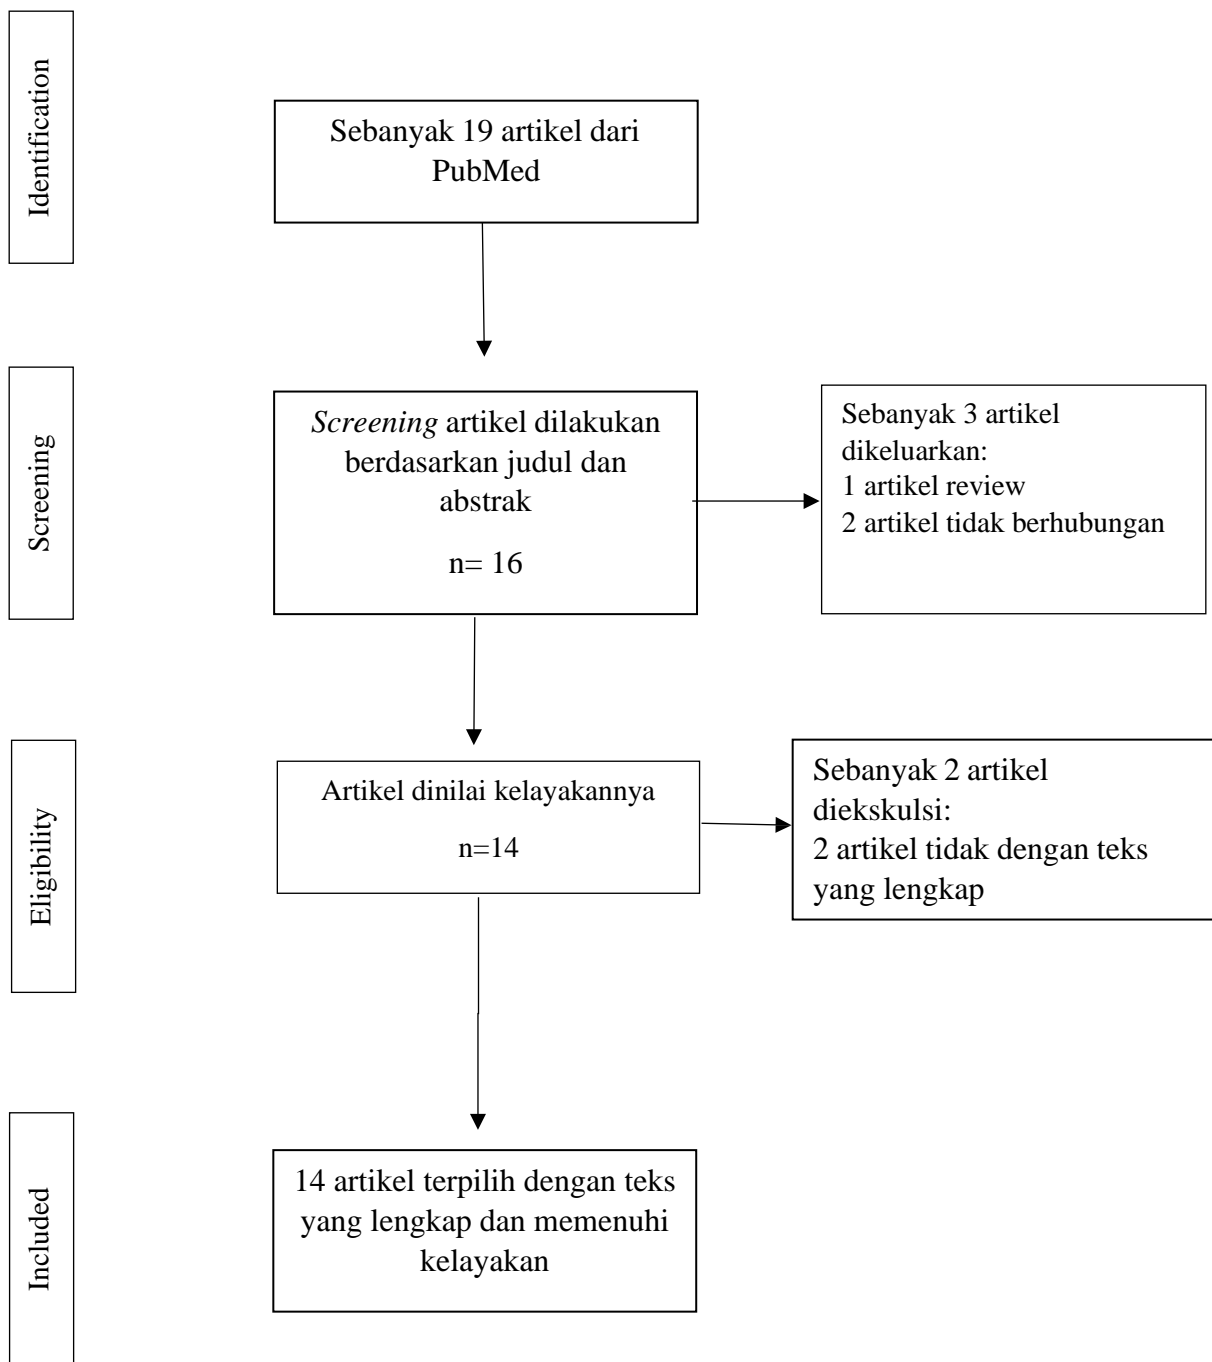 Identification
Sebanyak 19 artikel dari
PubMed
Screening
Screening artikel dilakukan
berdasarkan judul dan
abstrak
n= 16
Sebanyak 3 artikel
dikeluarkan:
1 artikel review
2 artikel tidak berhubungan
Eligibility
Artikel dinilai kelayakannya
n=14
Sebanyak 2 artikel
diekskulsi:
2 artikel tidak dengan teks
yang lengkap
Included
14 artikel terpilih dengan teks
yang lengkap dan memenuhi
kelayakan